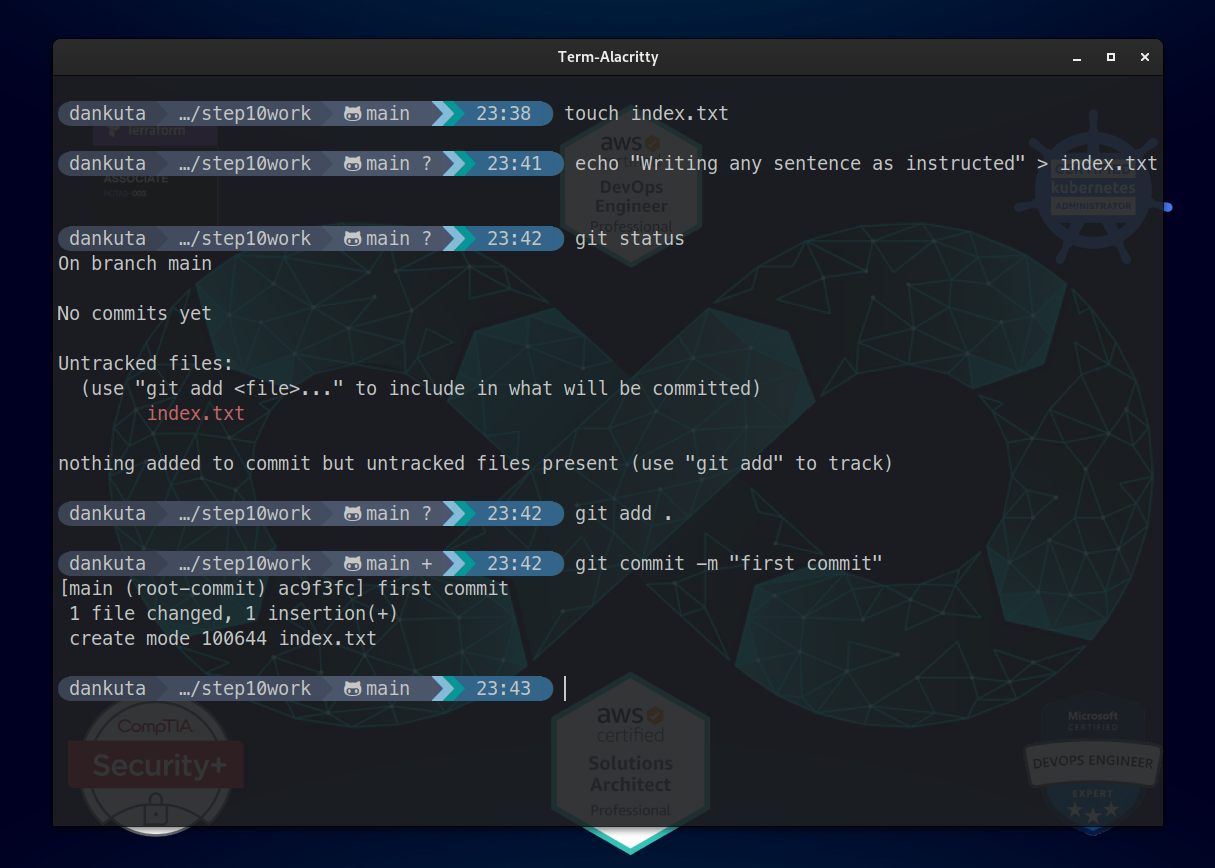 Term-Alacritty
dankuta …/step10work main 23:38 touch index.txt
Terraform
aws
dankuta …/step10work main ? 23:41 echo "Writing any sentence as instructed" > index.txt
ASSOCIATE
DevOps
Engineer
Professional
kubernetes
ADMINISTRATOR
dankuta …/step10work main ? 23:42 git status
On branch main
No commits yet
Untracked files:
(use "git add <file>..." to include in what will be committed)
index.txt
nothing added to commit but untracked files present (use "git add" to track)
dankuta …/step10work main ? 23:42 git add .
dankuta …/step10work main + 23:42 git commit -m "first commit"
[main (root-commit) ac9f3fc] first commit
1 file changed, 1 insertion(+)
create mode 100644 index.txt
dankuta …/step10work main 23:43
CompTIA.
Security+
aws
certified
Solutions
Architect
Professional
Microsoft
CERTIFIED
DEVOPS ENGINEER
EXPERT